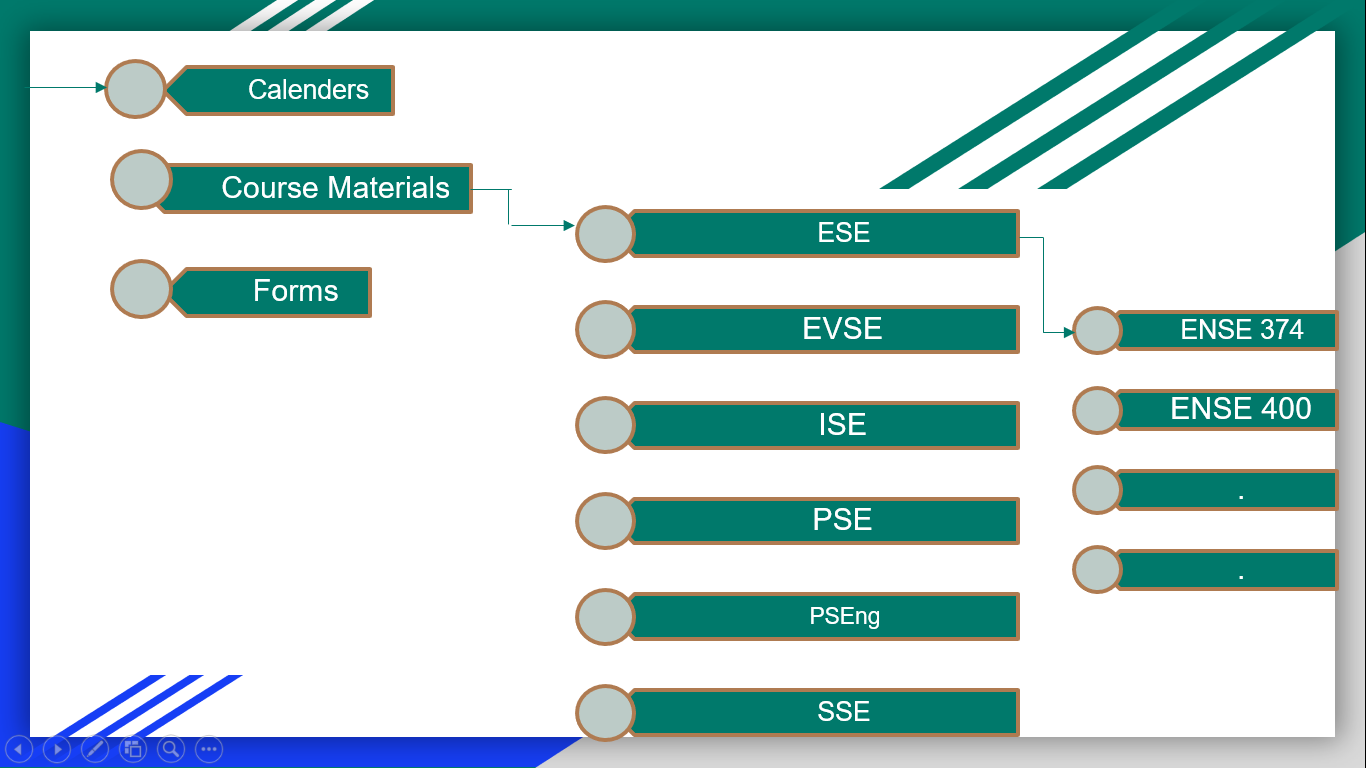 Calenders
Course Materials
Forms
ESE
EVSE
ISE
PSE
PSEng
SSE
ENSE 374
ENSE 400
.
.